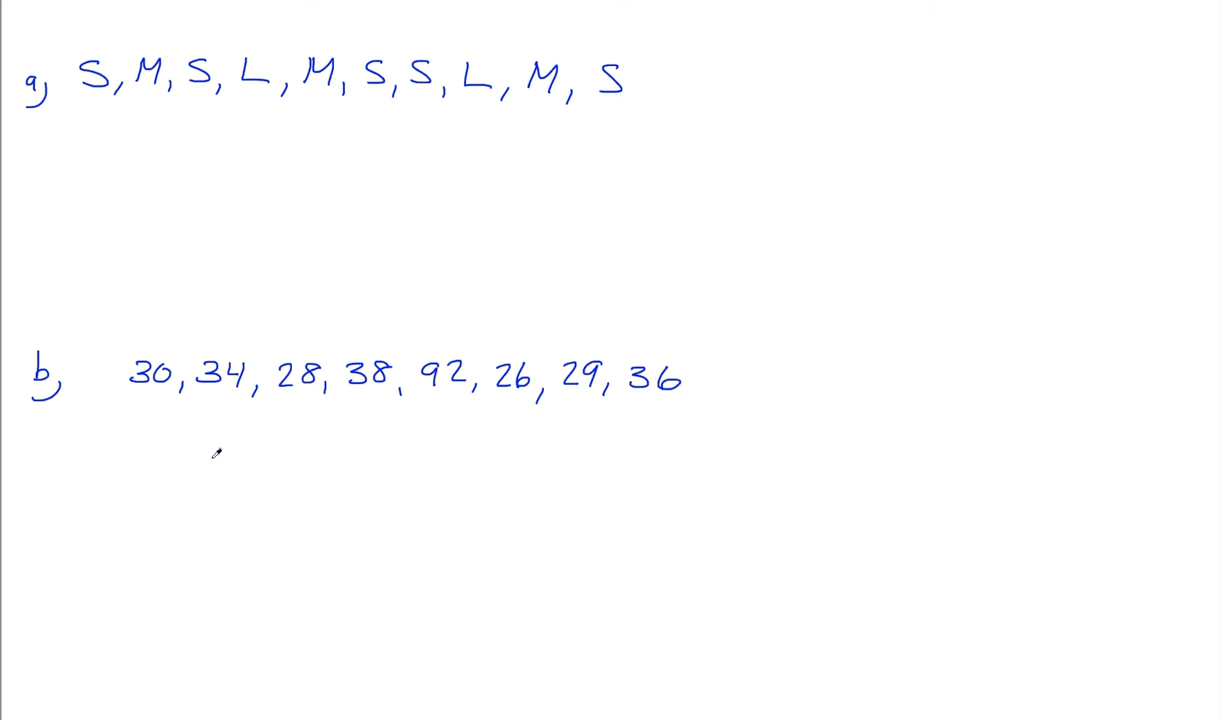 a) S, M, S, L, M, S, S, L, M, S
b) 30, 34, 28, 38, 92, 26, 29, 36